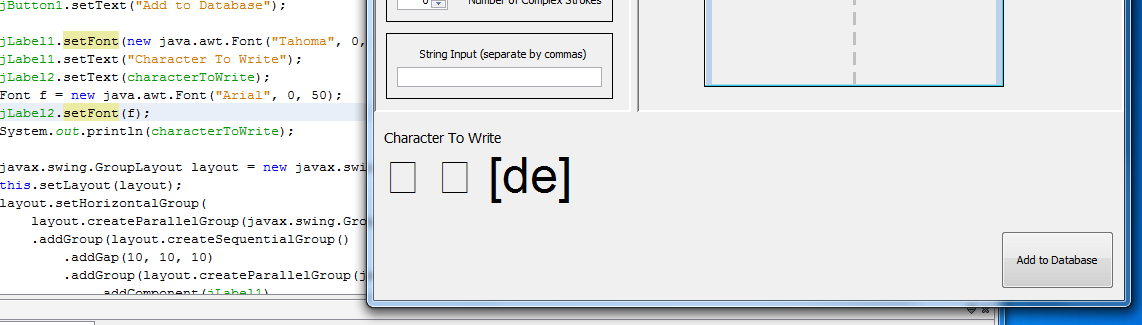 jButton1.setText("Add to Database");
jLabel1.setFont(new java.awt.Font("Tahoma", 0,
jLabel1.setText("Character To Write");
jLabel2.setText(characterToWrite);
Font f = new java.awt.Font("Arial", 0, 50);
jLabel2.setFont(f);
System.out.println(characterToWrite);
javax.swing.GroupLayout layout = new javax.swi
this.setLayout(layout);
layout.setHorizontalGroup(
layout.createParallelGroup(javax.swing.Gro
.addGroup(layout.createSequentialGroup()
.addGap(10, 10, 10)
.addGroup(layout.createParallelGroup(j
.addComponent(jLabel1)
0
Number of Complex Strokes
String Input (separate by commas)
Character To Write
□ □ [de]
Add to Database